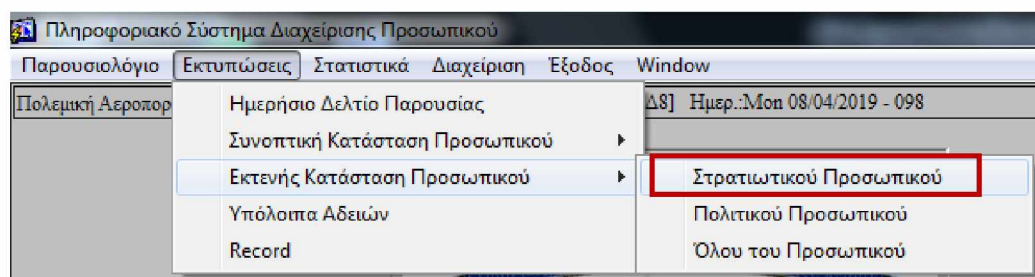 Πληροφοριακό Σύστημα Διαχείρισης Προσωπικού
Παρουσιολόγιο Εκτυπώσεις Στατιστικά Διαχείριση Έξοδος Window
Πολεμική Αεροπορ Δ8] Ημερ.:Mon 08/04/2019 - 098
Ημερήσιο Δελτίο Παρουσίας
Συνοπτική Κατάσταση Προσωπικού
Εκτενής Κατάσταση Προσωπικού
Υπόλοιπα Αδειών
Record
Στρατιωτικού Προσωπικού
Πολιτικού Προσωπικού
Όλου του Προσωπικού